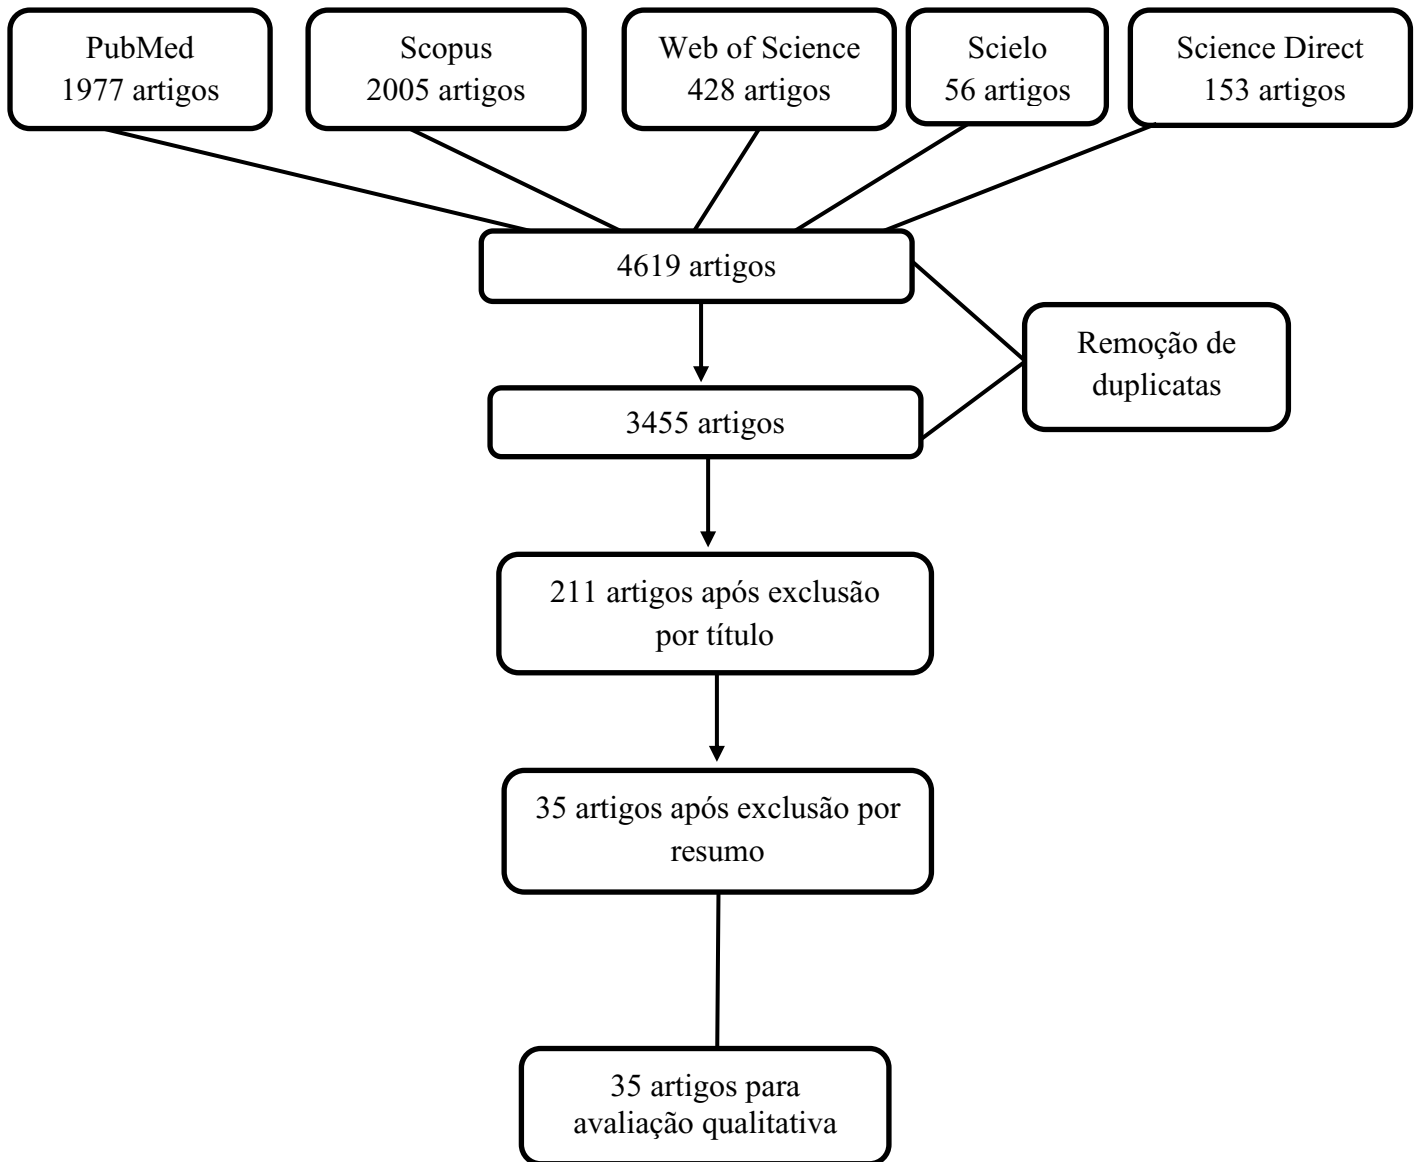 PubMed
1977 artigos
Scopus
2005 artigos
Web of Science
428 artigos
Scielo
56 artigos
Science Direct
153 artigos
4619 artigos
Remoção de
duplicatas
3455 artigos
211 artigos após exclusão
por título
35 artigos após exclusão por
resumo
35 artigos para
avaliação qualitativa